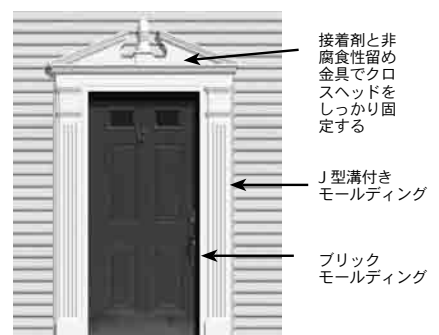 接着剤と非
腐食性留め
金具でクロ
スヘッドを
しっかり固
定する
J 型溝付き
モールディング
ブリック
モールディング